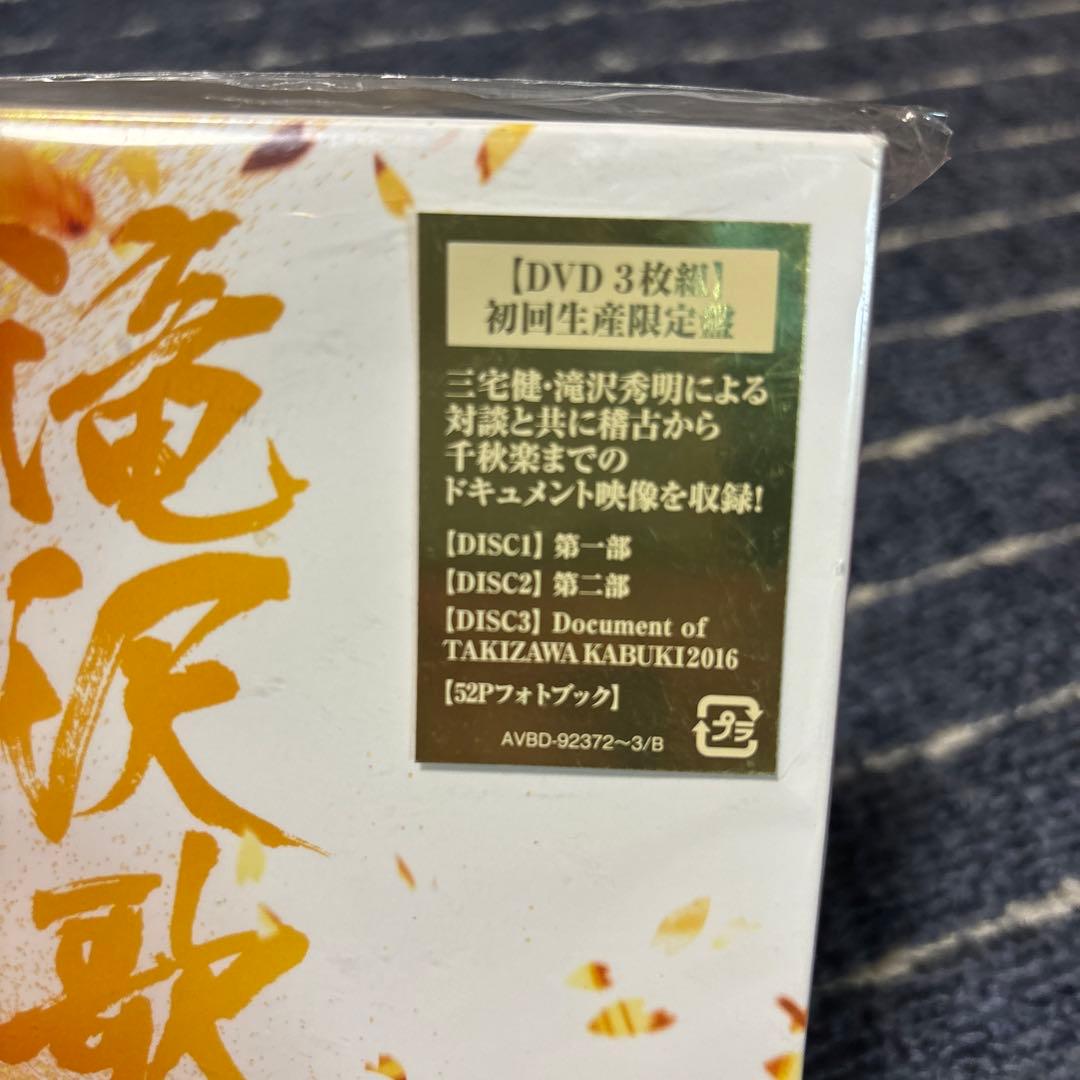 滝沢歌
【DVD 3枚組】
初回生産限定盤
三宅健・滝沢秀明による
対談と共に稽古から
千秋楽までの
ドキュメント映像を収録!
【DISC1】第一部
【DISC2】第二部
【DISC3】Document of
TAKIZAWA KABUKI 2016
【52Pフォトブック】
AVBD-92372～3/B
プラ